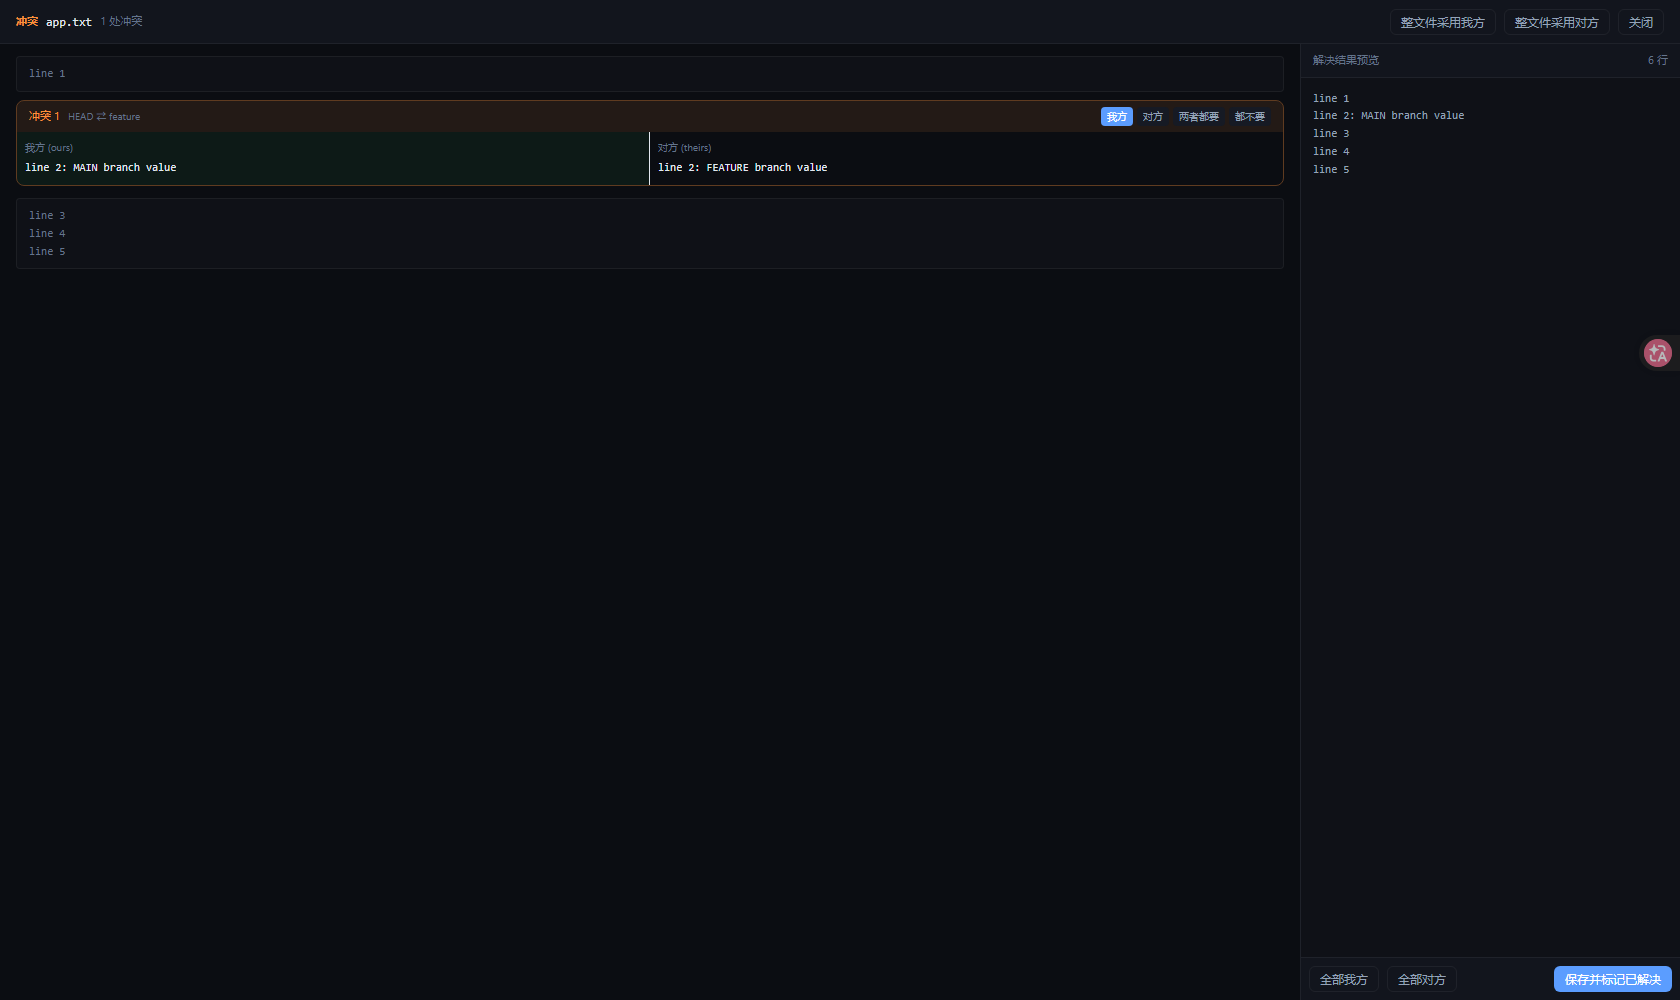 冲突 app.txt 1 处冲突
整文件采用我方 整文件采用对方 关闭
line 1
冲突 1 HEAD ⇄ feature
我方 对方 两者都要 都不要
我方 (ours)
line 2: MAIN branch value
对方 (theirs)
line 2: FEATURE branch value
line 3
line 4
line 5
解决结果预览 6 行
line 1
line 2: MAIN branch value
line 3
line 4
line 5
全部我方 全部对方 保存并标记已解决